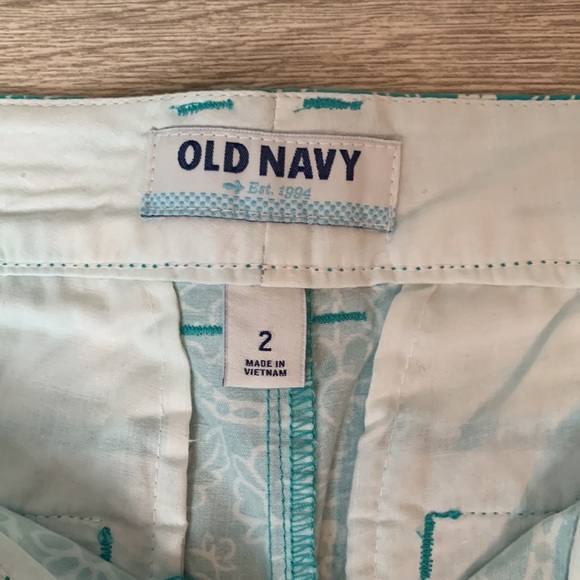 OLD NAVY
Est. 1994
2
MADE IN
VIETNAM